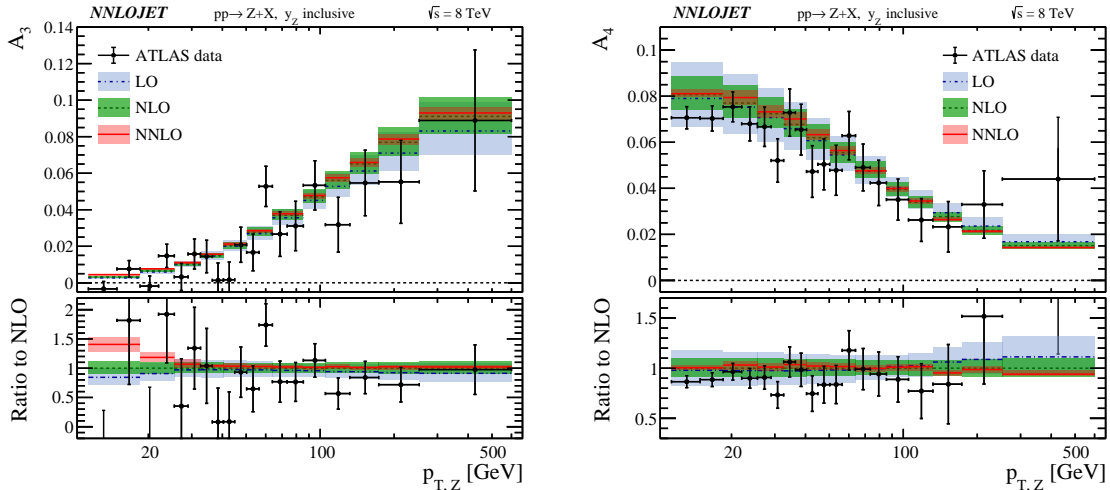 NNLOJET pp → Z+X, y_Z inclusive √s = 8 TeV
A_3
0.14
0.12
0.1
0.08
0.06
0.04
0.02
0
ATLAS data
LO
NLO
NNLO
Ratio to NLO
2
1.5
1
0.5
0
20 100 500
p_T, Z [GeV]
NNLOJET pp → Z+X, y_Z inclusive √s = 8 TeV
A_4
0.1
0.08
0.06
0.04
0.02
0
ATLAS data
LO
NLO
NNLO
Ratio to NLO
1.5
1
0.5
20 100 500
p_T, Z [GeV]